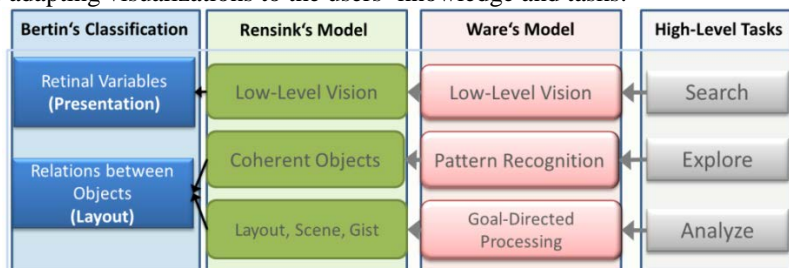 adapting visualizations to the users' knowledge and tasks.
Bertin's Classification
Rensink's Model
Ware's Model
High-Level Tasks
Retinal Variables
(Presentation)
Low-Level Vision
Low-Level Vision
Search
Relations between
Objects
(Layout)
Coherent Objects
Pattern Recognition
Explore
Layout, Scene, Gist
Goal-Directed
Processing
Analyze